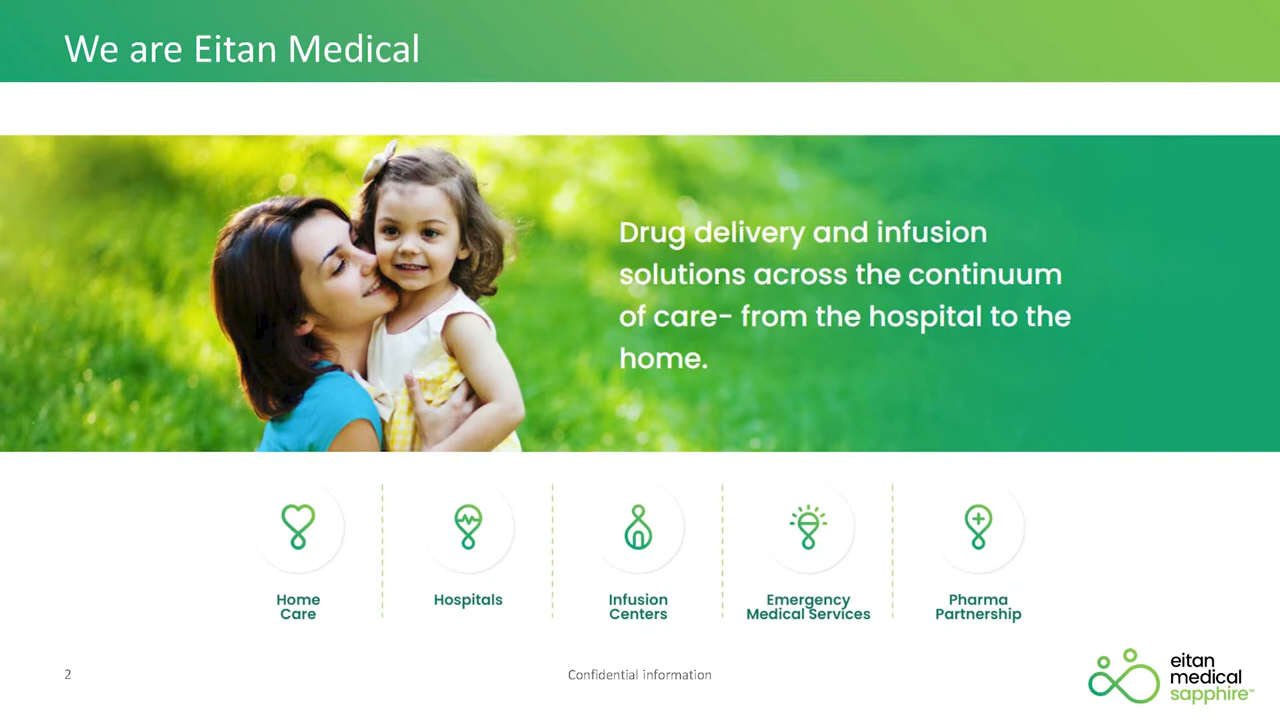 We are Eitan Medical
Drug delivery and infusion
solutions across the continuum
of care- from the hospital to the
home.
Home
Care
Hospitals
Infusion
Centers
Emergency
Medical Services
Pharma
Partnership
2
Confidential information
eitan
medical
sapphire™